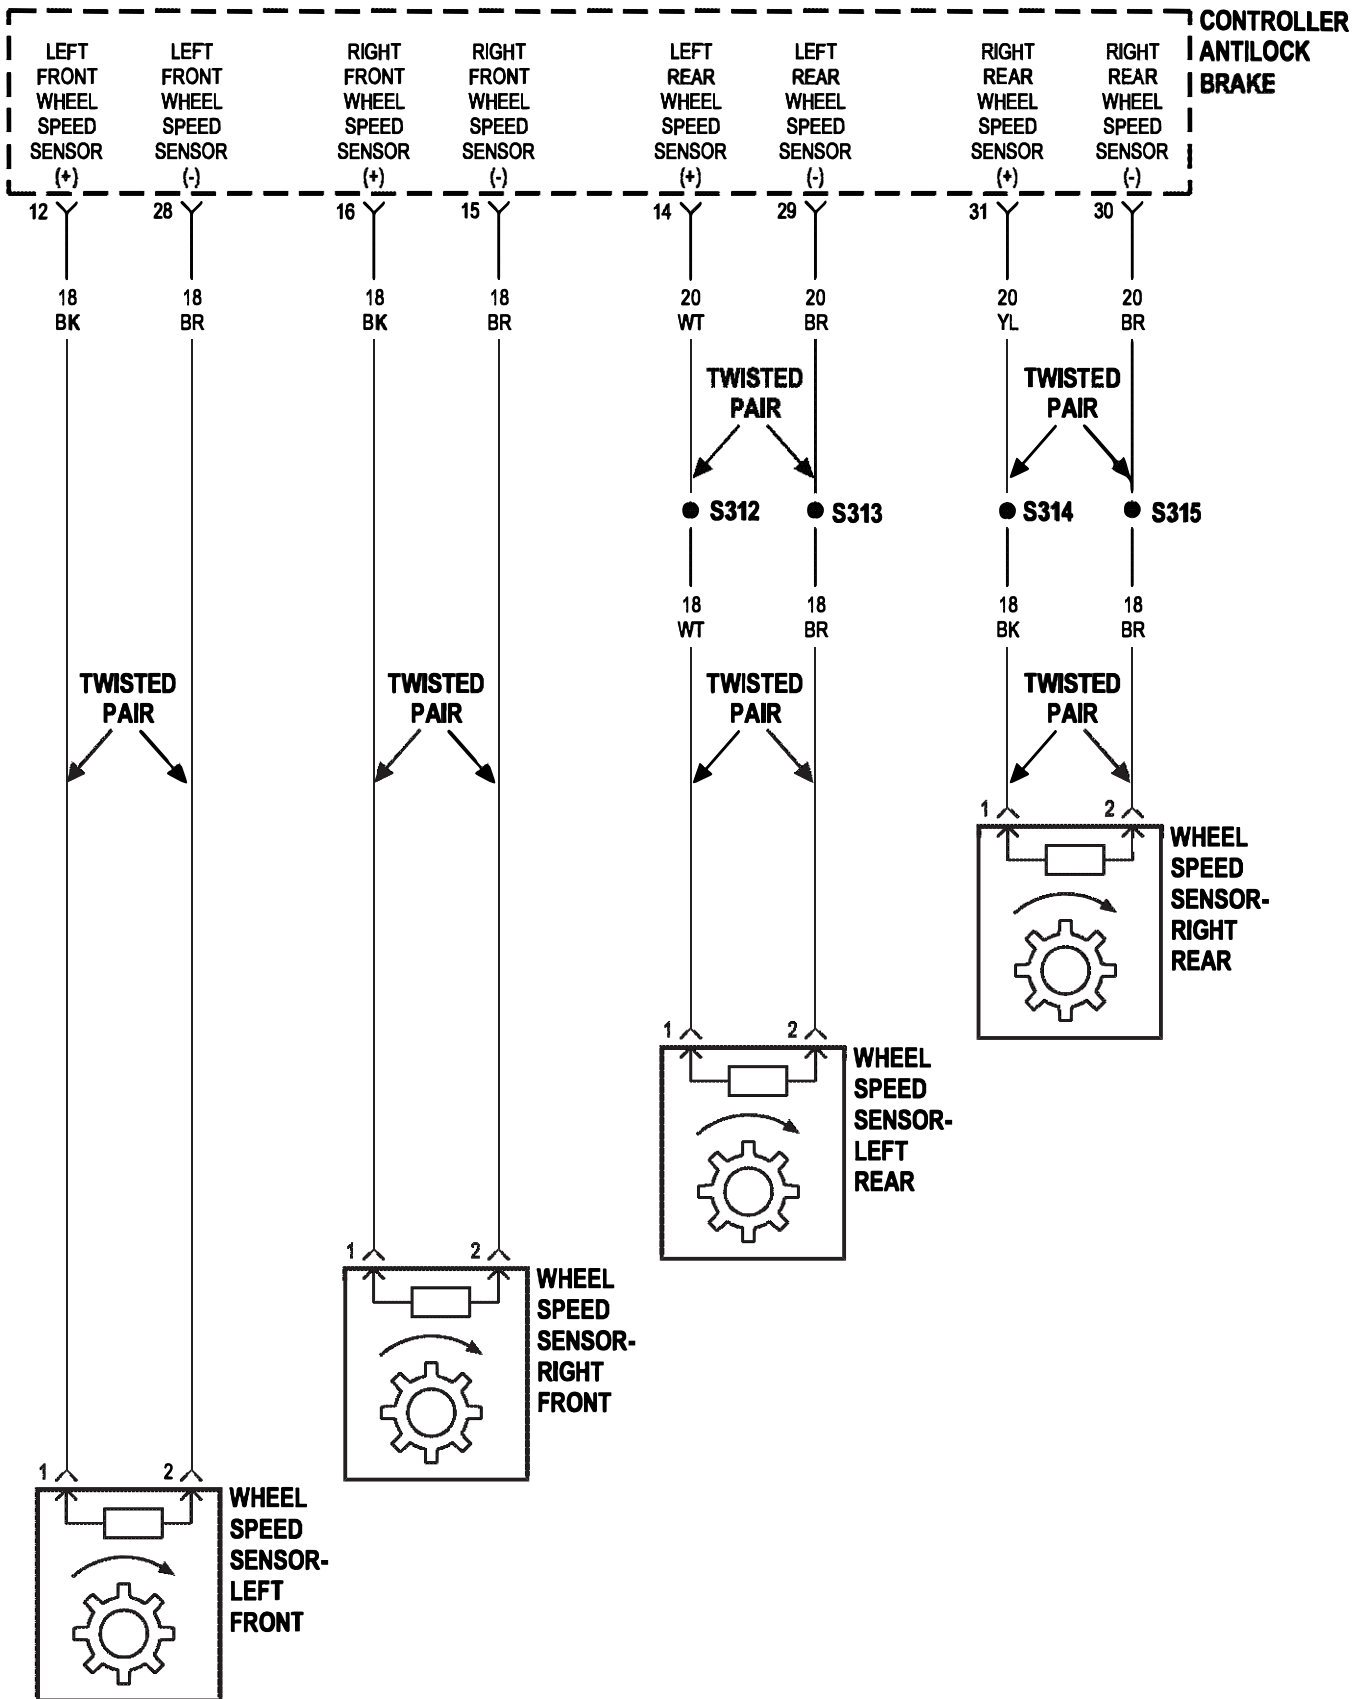 CONTROLLER
ANTILOCK
BRAKE
LEFT
FRONT
WHEEL
SPEED
SENSOR
(+)
LEFT
FRONT
WHEEL
SPEED
SENSOR
(-)
RIGHT
FRONT
WHEEL
SPEED
SENSOR
(+)
RIGHT
FRONT
WHEEL
SPEED
SENSOR
(-)
LEFT
REAR
WHEEL
SPEED
SENSOR
(+)
LEFT
REAR
WHEEL
SPEED
SENSOR
(-)
RIGHT
REAR
WHEEL
SPEED
SENSOR
(+)
RIGHT
REAR
WHEEL
SPEED
SENSOR
(-)
12 28 16 15 14 29 31 30
18 18 18 18 20 20 20 20
BK BR BK BR WT BR YL BR
TWISTED
PAIR
TWISTED
PAIR
S312 S313 S314 S315
18 18 18 18
WT BR BK BR
TWISTED
PAIR
TWISTED
PAIR
TWISTED
PAIR
TWISTED
PAIR
1 2
WHEEL
SPEED
SENSOR-
RIGHT
REAR
1 2
WHEEL
SPEED
SENSOR-
LEFT
REAR
1 2
WHEEL
SPEED
SENSOR-
RIGHT
FRONT
1 2
WHEEL
SPEED
SENSOR-
LEFT
FRONT